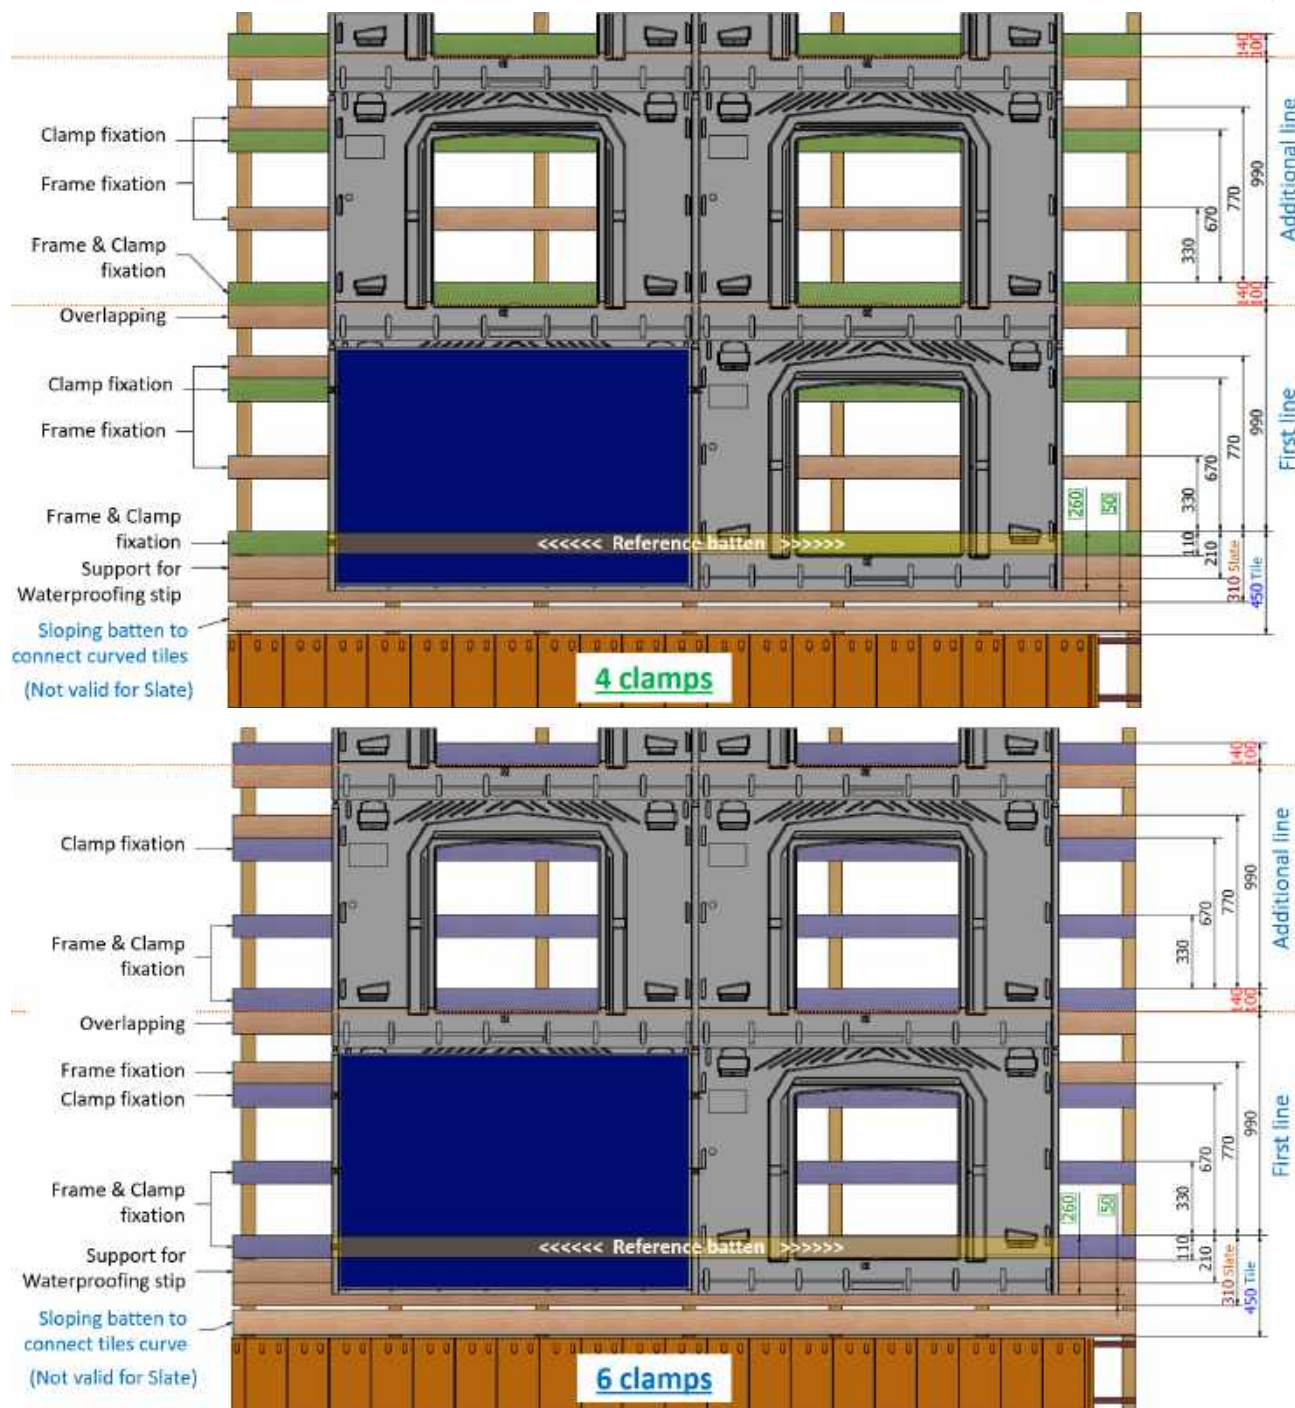 140
100
Clamp fixation
Frame fixation
Frame & Clamp
fixation
Overlapping
330
670
770
990
Additional line
140
100
Clamp fixation
Frame fixation
Frame & Clamp
fixation
Support for
Waterproofing stip
Sloping batten to
connect curved tiles
(Not valid for Slate)
<<<<<< Reference batten >>>>>>
260
50
330
670
770
990
First line
110
210
310 Slate
450 Tile
4 clamps
140
100
Clamp fixation
Frame & Clamp
fixation
Overlapping
330
670
770
990
Additional line
140
100
Frame fixation
Clamp fixation
Frame & Clamp
fixation
Support for
Waterproofing stip
Sloping batten to
connect tiles curve
(Not valid for Slate)
<<<<<< Reference batten >>>>>>
260
50
330
670
770
990
First line
110
210
310 Slate
450 Tile
6 clamps